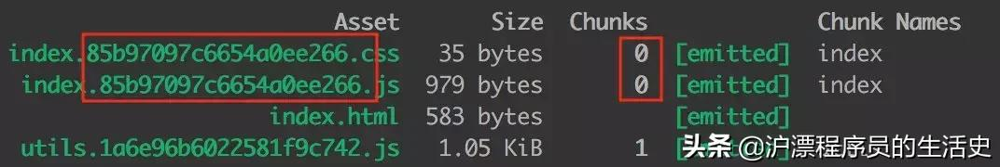 Asset Size Chunks Chunk Names
index.85b97097c6654a0ee266.css 35 bytes 0 [emitted] index
index.85b97097c6654a0ee266.js 979 bytes 0 [emitted] index
index.html 583 bytes [emitted]
utils.1a6e96b6022581f9c742.js 1.05 KiB 1
头条 @沪漂程序员的生活史